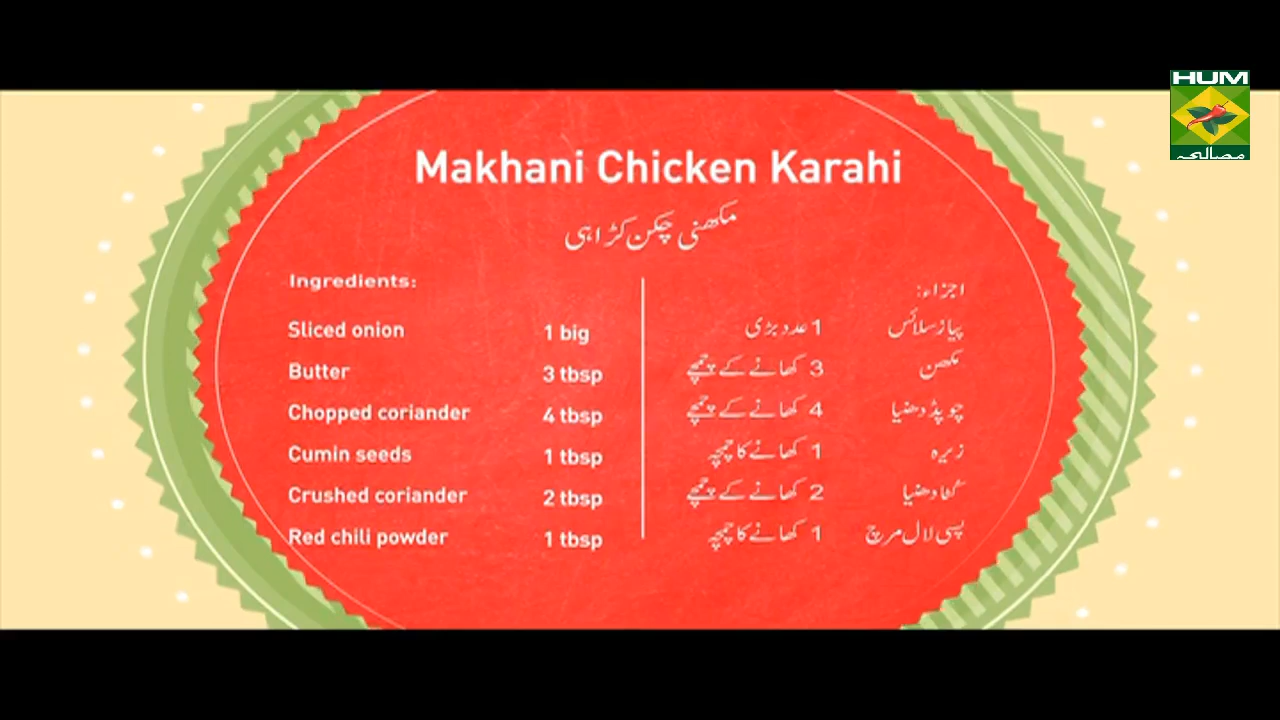 HUM
مصالحہ
Makhani Chicken Karahi
مکھنی چکن کڑاہی
Ingredients:
Sliced onion 1 big
Butter 3 tbsp
Chopped coriander 4 tbsp
Cumin seeds 1 tbsp
Crushed coriander 2 tbsp
Red chili powder 1 tbsp
اجزاء:
پیاز سلائس 1 عدد بڑی
مکھن 3 کھانے کے چمچے
چوپڈ دھنیا 4 کھانے کے چمچے
زیرہ 1 کھانے کا چمچہ
کٹا دھنیا 2 کھانے کے چمچے
پسی لال مرچ 1 کھانے کا چمچہ